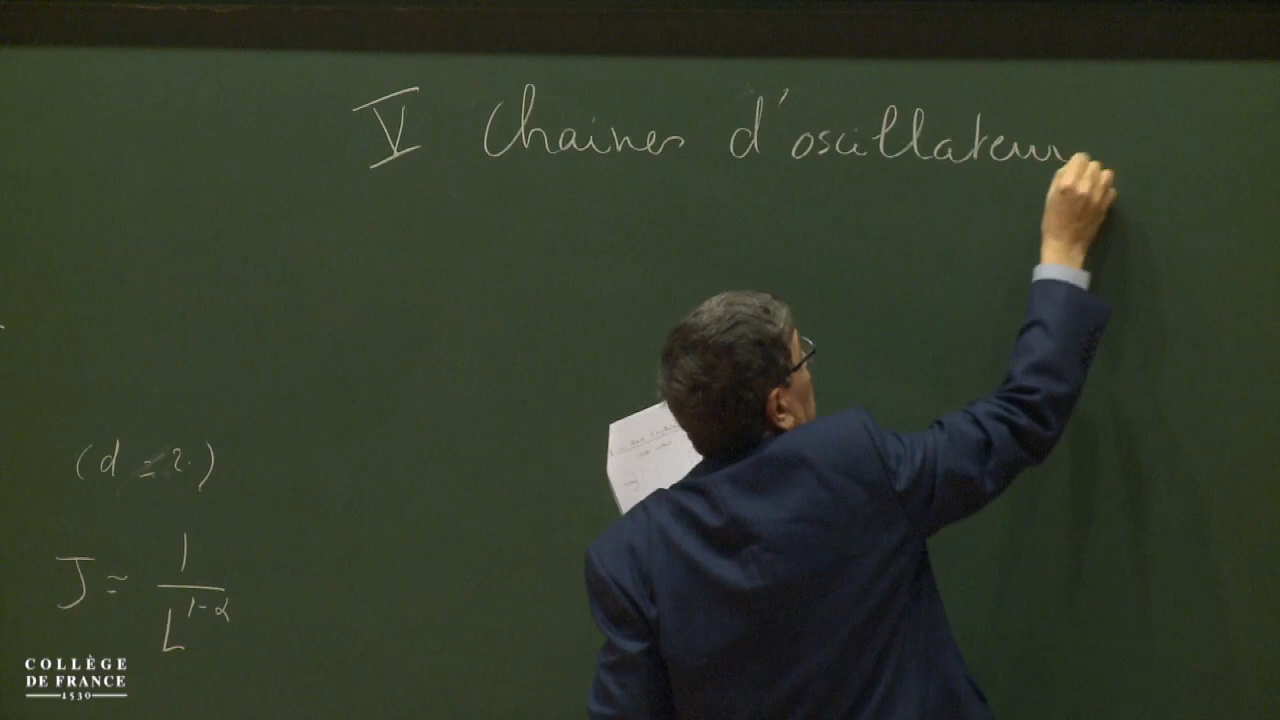 V Chaines d'oscillateur
(d = 2.)
J ≃ 1 / L^{1-α}
COLLÈGE
DE FRANCE
1530